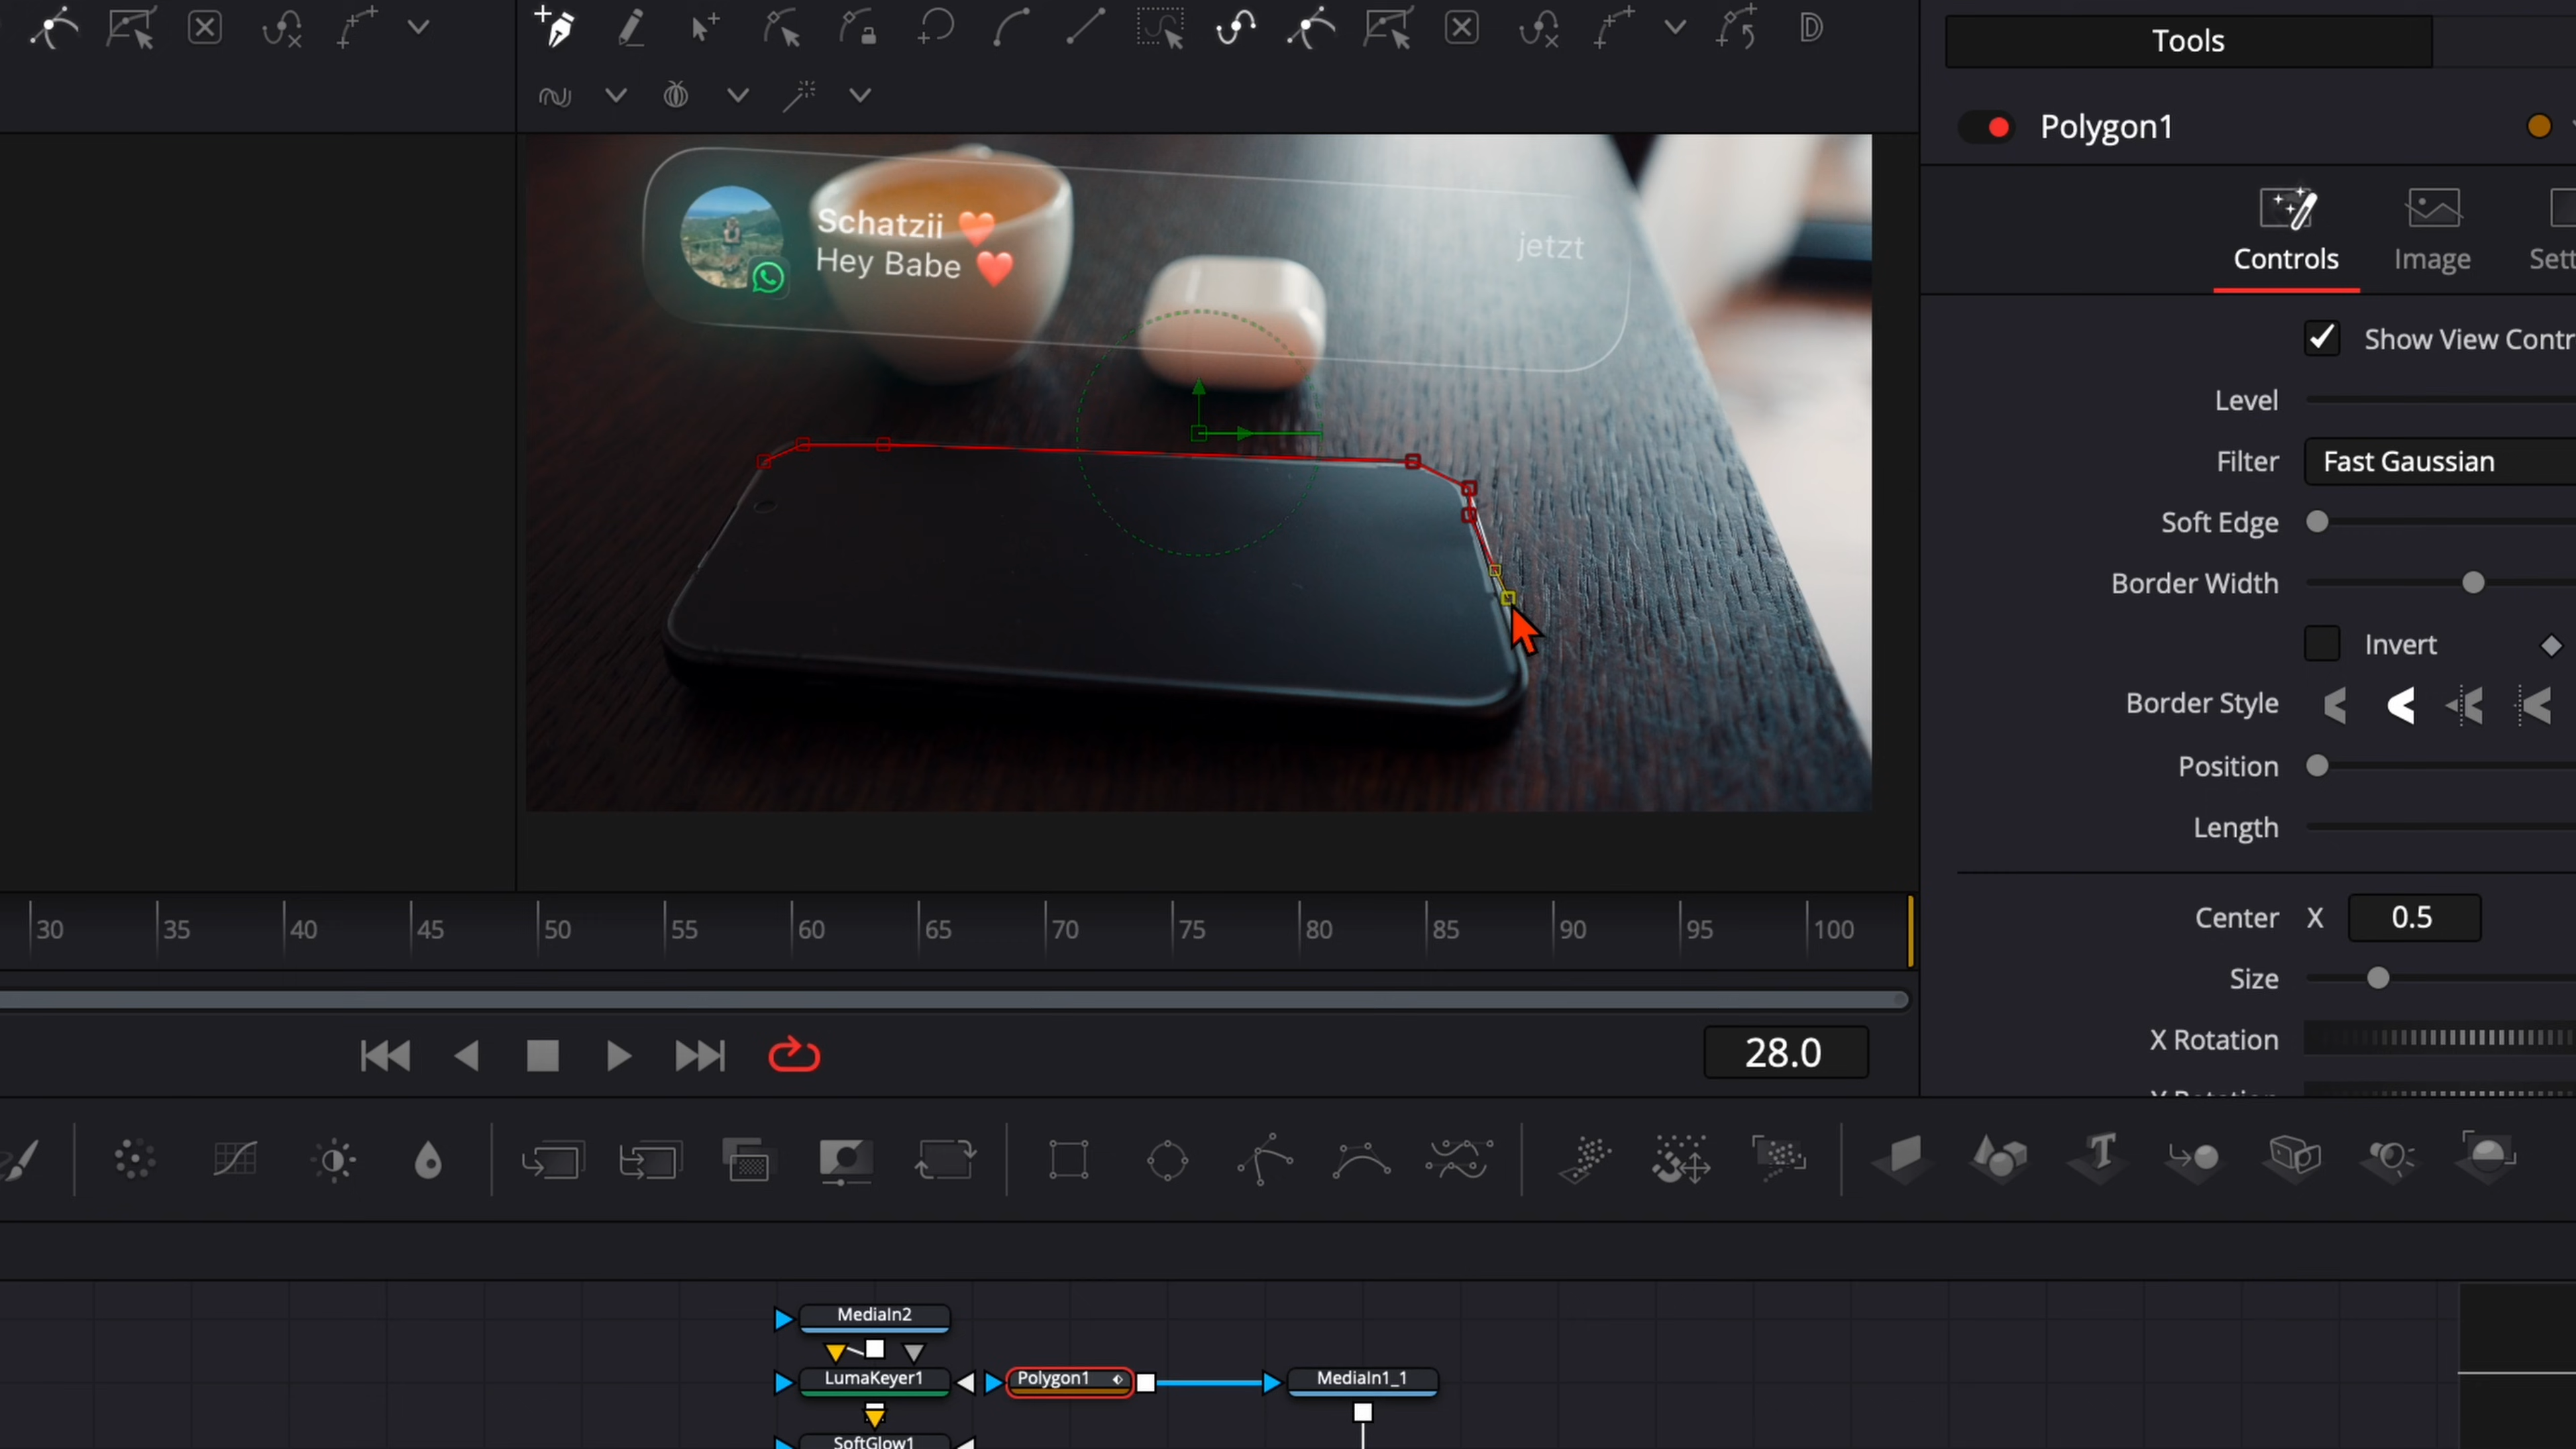 Tools
Polygon1
Controls
Image
Sett
Schatzii ❤️
Hey Babe ❤️
jetzt
Show View Contr
Level
Filter
Fast Gaussian
Soft Edge
Border Width
Invert
Border Style
Position
Length
Center X 0.5
Size
X Rotation
30 35 40 45 50 55 60 65 70 75 80 85 90 95 100
28.0
MediaIn2
LumaKeyer1
Polygon1
MediaIn1_1
SoftGlow1